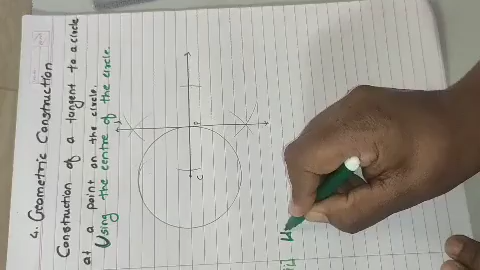 4. Geometric Construction
Construction of a tangent to a circle
at a point on the circle.
Using the centre of the circle.
P
C